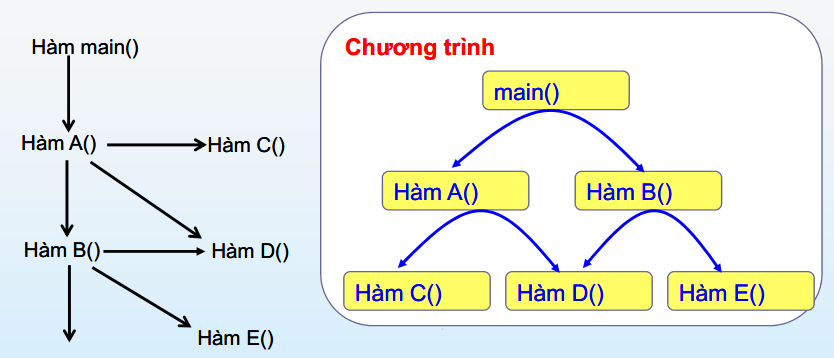 Hàm main()
Hàm A()
Hàm C()
Hàm B()
Hàm D()
Hàm E()
Chương trình
main()
Hàm A()
Hàm B()
Hàm C()
Hàm D()
Hàm E()